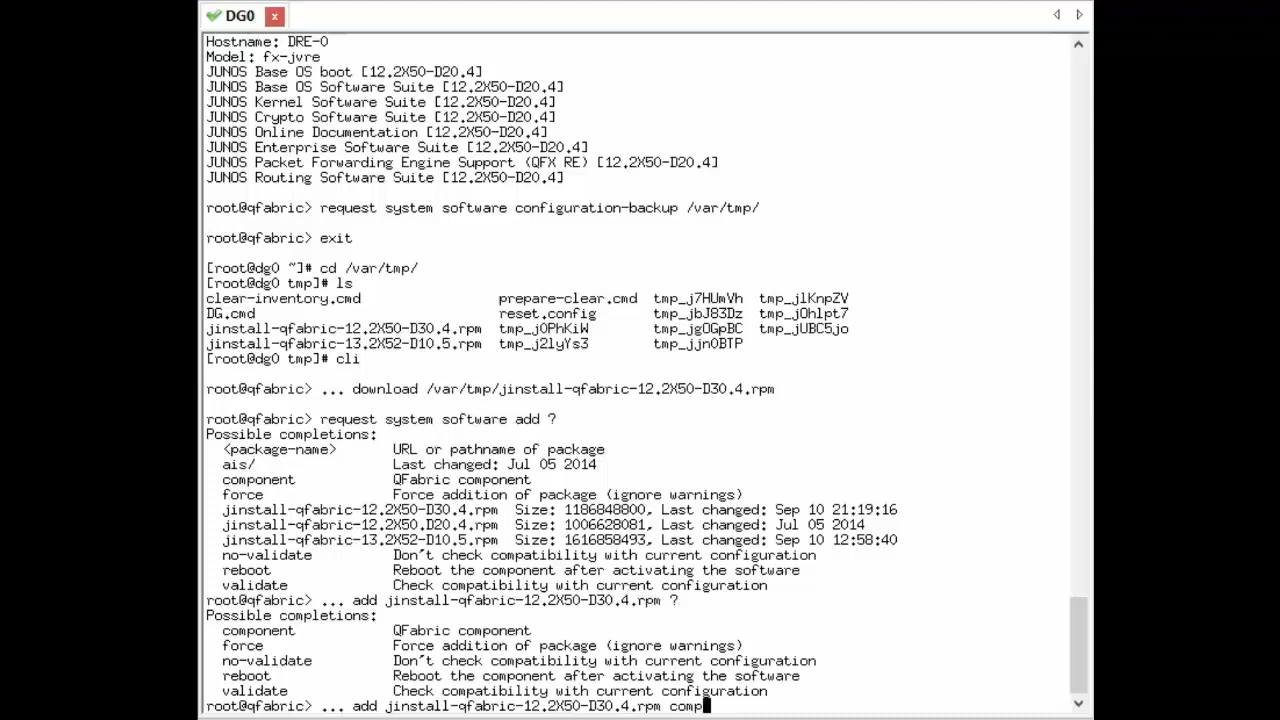 DG0 x
Hostname: DRE-0
Model: fx-jvre
JUNOS Base OS boot [12.2X50-D20.4]
JUNOS Base OS Software Suite [12.2X50-D20.4]
JUNOS Kernel Software Suite [12.2X50-D20.4]
JUNOS Crypto Software Suite [12.2X50-D20.4]
JUNOS Online Documentation [12.2X50-D20.4]
JUNOS Enterprise Software Suite [12.2X50-D20.4]
JUNOS Packet Forwarding Engine Support (QFX RE) [12.2X50-D20.4]
JUNOS Routing Software Suite [12.2X50-D20.4]
root@qfabric> request system software configuration-backup /var/tmp/
root@qfabric> exit
[root@dg0 ~]# cd /var/tmp/
[root@dg0 tmp]# ls
clear-inventory.cmd prepare-clear.cmd tmp_j7HUmVh tmp_jlKnpZV
DG.cmd reset.config tmp_jbJ83Dz tmp_jOhlpt7
jinstall-qfabric-12.2X50-D30.4.rpm tmp_j0PhKiW tmp_jgOGpBC tmp_jUBC5jo
jinstall-qfabric-13.2X52-D10.5.rpm tmp_j2lyYs3 tmp_jjn0BTP
[root@dg0 tmp]# cli
root@qfabric> ... download /var/tmp/jinstall-qfabric-12.2X50-D30.4.rpm
root@qfabric> request system software add ?
Possible completions:
<package-name> URL or pathname of package
ais/ Last changed: Jul 05 2014
component QFabric component
force Force addition of package (ignore warnings)
jinstall-qfabric-12.2X50-D30.4.rpm Size: 1186848800, Last changed: Sep 10 21:19:16
jinstall-qfabric-12.2X50.D20.4.rpm Size: 1006628081, Last changed: Jul 05 2014
jinstall-qfabric-13.2X52-D10.5.rpm Size: 1616858493, Last changed: Sep 10 12:58:40
no-validate Don't check compatibility with current configuration
reboot Reboot the component after activating the software
validate Check compatibility with current configuration
root@qfabric> ... add jinstall-qfabric-12.2X50-D30.4.rpm ?
Possible completions:
component QFabric component
force Force addition of package (ignore warnings)
no-validate Don't check compatibility with current configuration
reboot Reboot the component after activating the software
validate Check compatibility with current configuration
root@qfabric> ... add jinstall-qfabric-12.2X50-D30.4.rpm comp